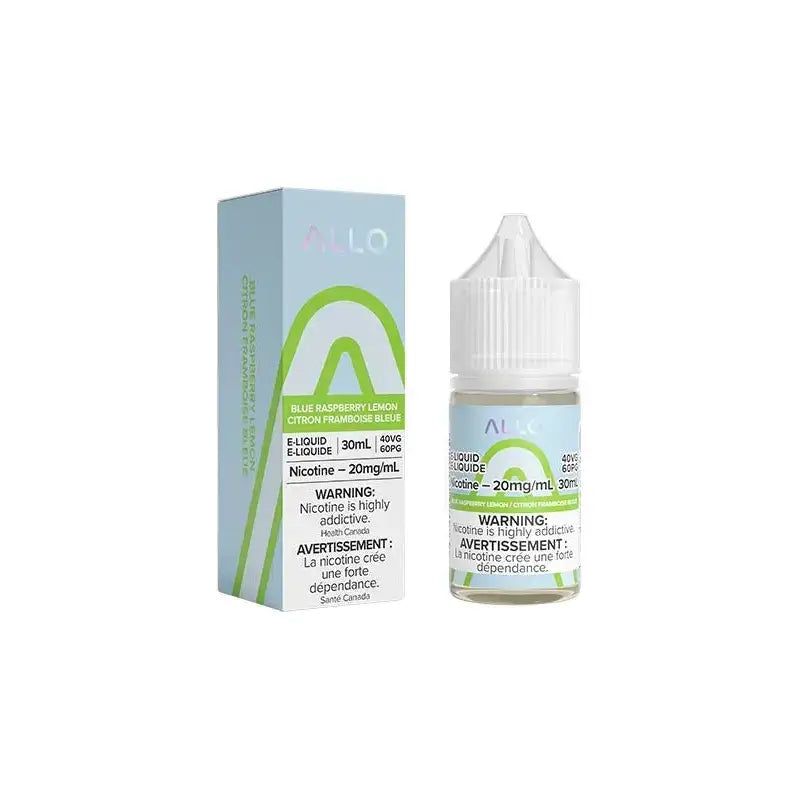 ALLO
BLUE RASPBERRY LEMON
CITRON FRAMBOISE BLEUE
BLUE RASPBERRY LEMON
CITRON FRAMBOISE BLEUE
E-LIQUID
E-LIQUIDE
30mL
40VG
60PG
Nicotine – 20mg/mL
WARNING:
Nicotine is highly
addictive.
Health Canada
AVERTISSEMENT :
La nicotine crée
une forte
dépendance.
Santé Canada
ALLO
E-LIQUID
E-LIQUIDE
40VG
60PG
Nicotine – 20mg/mL 30mL
BLUE RASPBERRY LEMON / CITRON FRAMBOISE BLEUE
WARNING:
Nicotine is highly addictive.
AVERTISSEMENT :
La nicotine crée une forte
dépendance.